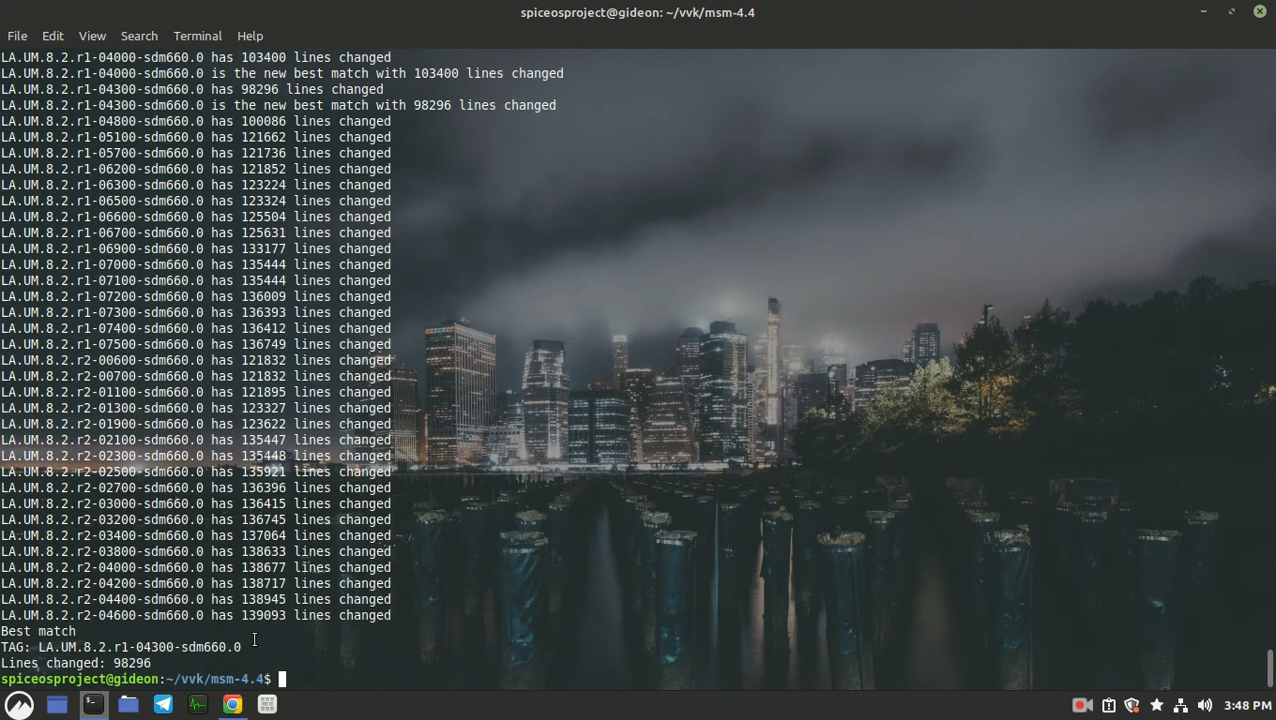 spiceosproject@gideon: ~/vvk/msm-4.4
File Edit View Search Terminal Help
LA.UM.8.2.r1-04000-sdm660.0 has 103400 lines changed
LA.UM.8.2.r1-04000-sdm660.0 is the new best match with 103400 lines changed
LA.UM.8.2.r1-04300-sdm660.0 has 98296 lines changed
LA.UM.8.2.r1-04300-sdm660.0 is the new best match with 98296 lines changed
LA.UM.8.2.r1-04800-sdm660.0 has 100086 lines changed
LA.UM.8.2.r1-05100-sdm660.0 has 121662 lines changed
LA.UM.8.2.r1-05700-sdm660.0 has 121736 lines changed
LA.UM.8.2.r1-06200-sdm660.0 has 121852 lines changed
LA.UM.8.2.r1-06300-sdm660.0 has 123224 lines changed
LA.UM.8.2.r1-06500-sdm660.0 has 123324 lines changed
LA.UM.8.2.r1-06600-sdm660.0 has 125504 lines changed
LA.UM.8.2.r1-06700-sdm660.0 has 125631 lines changed
LA.UM.8.2.r1-06900-sdm660.0 has 133177 lines changed
LA.UM.8.2.r1-07000-sdm660.0 has 135444 lines changed
LA.UM.8.2.r1-07100-sdm660.0 has 135444 lines changed
LA.UM.8.2.r1-07200-sdm660.0 has 136009 lines changed
LA.UM.8.2.r1-07300-sdm660.0 has 136393 lines changed
LA.UM.8.2.r1-07400-sdm660.0 has 136412 lines changed
LA.UM.8.2.r1-07500-sdm660.0 has 136749 lines changed
LA.UM.8.2.r2-00600-sdm660.0 has 121832 lines changed
LA.UM.8.2.r2-00700-sdm660.0 has 121832 lines changed
LA.UM.8.2.r2-01100-sdm660.0 has 121895 lines changed
LA.UM.8.2.r2-01300-sdm660.0 has 123327 lines changed
LA.UM.8.2.r2-01900-sdm660.0 has 123622 lines changed
LA.UM.8.2.r2-02100-sdm660.0 has 135447 lines changed
LA.UM.8.2.r2-02300-sdm660.0 has 135448 lines changed
LA.UM.8.2.r2-02500-sdm660.0 has 135921 lines changed
LA.UM.8.2.r2-02700-sdm660.0 has 136396 lines changed
LA.UM.8.2.r2-03000-sdm660.0 has 136415 lines changed
LA.UM.8.2.r2-03200-sdm660.0 has 136745 lines changed
LA.UM.8.2.r2-03400-sdm660.0 has 137064 lines changed
LA.UM.8.2.r2-03800-sdm660.0 has 138633 lines changed
LA.UM.8.2.r2-04000-sdm660.0 has 138677 lines changed
LA.UM.8.2.r2-04200-sdm660.0 has 138717 lines changed
LA.UM.8.2.r2-04400-sdm660.0 has 138945 lines changed
LA.UM.8.2.r2-04600-sdm660.0 has 139093 lines changed
Best match
TAG: LA.UM.8.2.r1-04300-sdm660.0
Lines changed: 98296
spiceosproject@gideon:~/vvk/msm-4.4$
3:48 PM